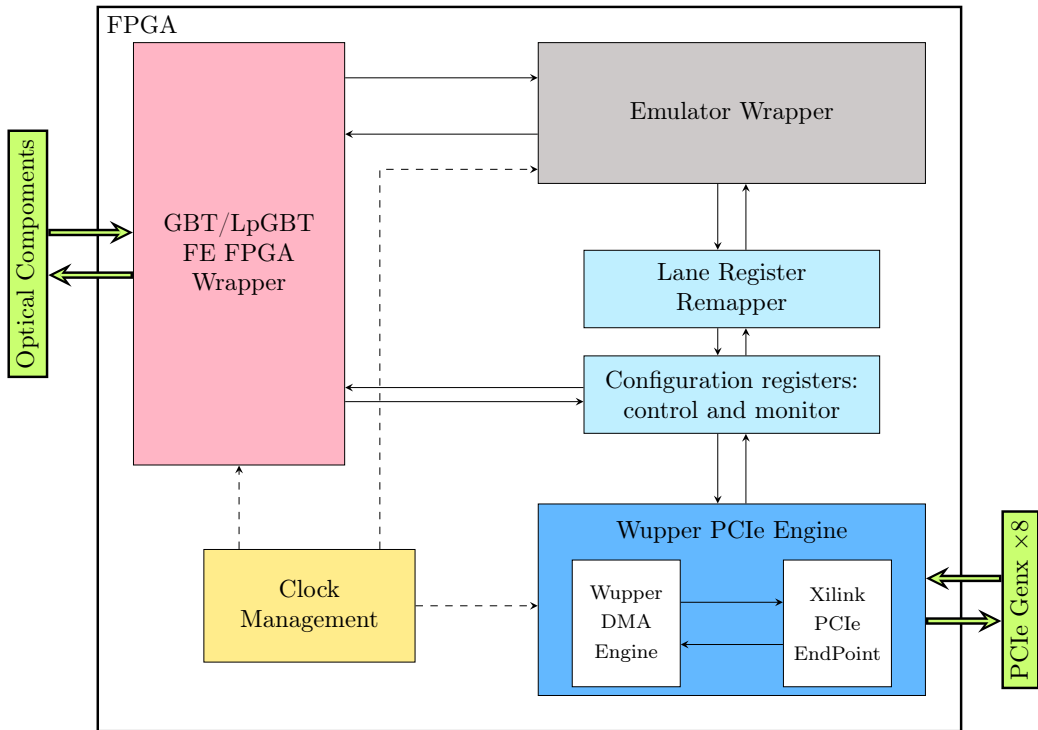 FPGA
Optical Components
GBT/LpGBT
FE FPGA
Wrapper
Emulator Wrapper
Lane Register
Remapper
Configuration registers:
control and monitor
Clock
Management
Wupper PCIe Engine
Wupper
DMA
Engine
Xilink
PCIe
EndPoint
PCIe Genx ×8